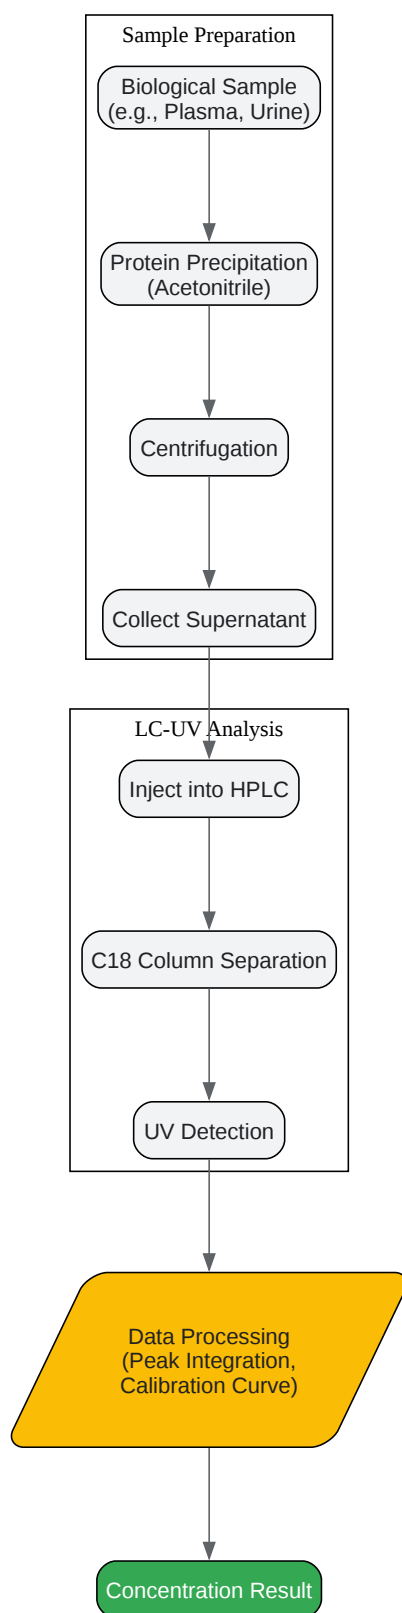 Sample Preparation
Biological Sample
(e.g., Plasma, Urine)
Protein Precipitation
(Acetonitrile)
Centrifugation
Collect Supernatant
LC-UV Analysis
Inject into HPLC
C18 Column Separation
UV Detection
Data Processing
(Peak Integration,
Calibration Curve)
Concentration Result